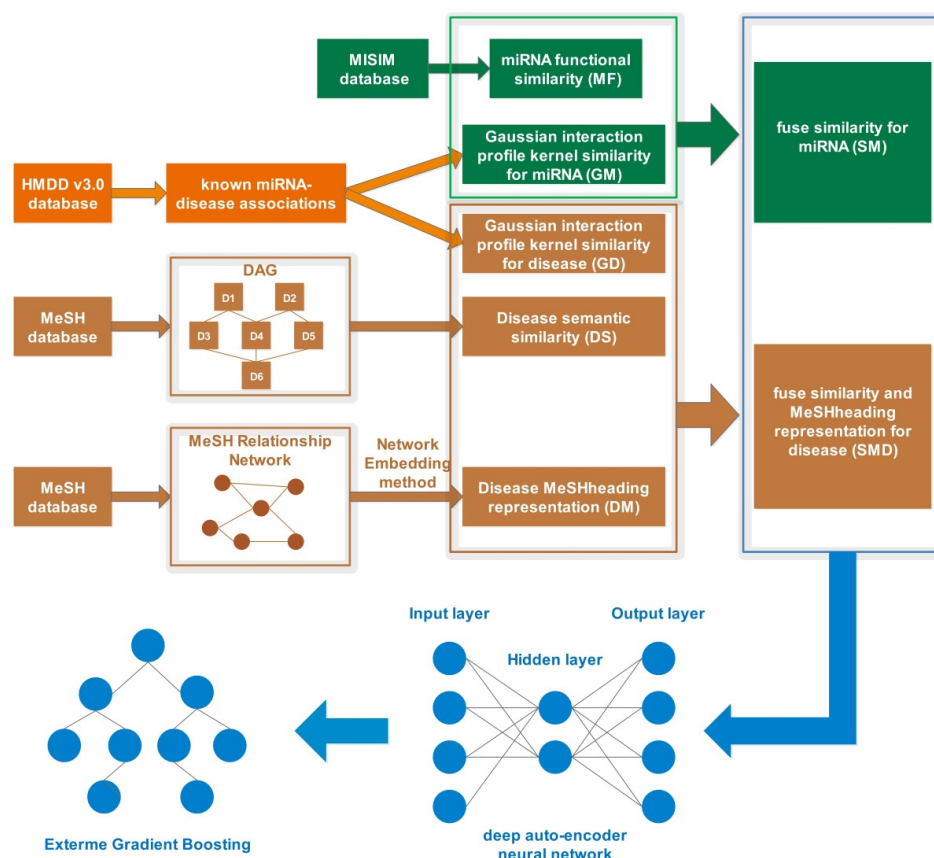 MISIM
database
miRNA functional
similarity (MF)
fuse similarity for
miRNA (SM)
HMDD v3.0
database
known miRNA-
disease associations
Gaussian interaction
profile kernel similarity
for miRNA (GM)
Gaussian interaction
profile kernel similarity
for disease (GD)
MeSH
database
DAG
D1
D2
D3
D4
D5
D6
Disease semantic
similarity (DS)
fuse similarity and
MeSHheading
representation for
disease (SMD)
MeSH
database
MeSH Relationship
Network
Network
Embedding
method
Disease MeSHheading
representation (DM)
Input layer
Hidden layer
Output layer
deep auto-encoder
neural network
Exterme Gradient Boosting